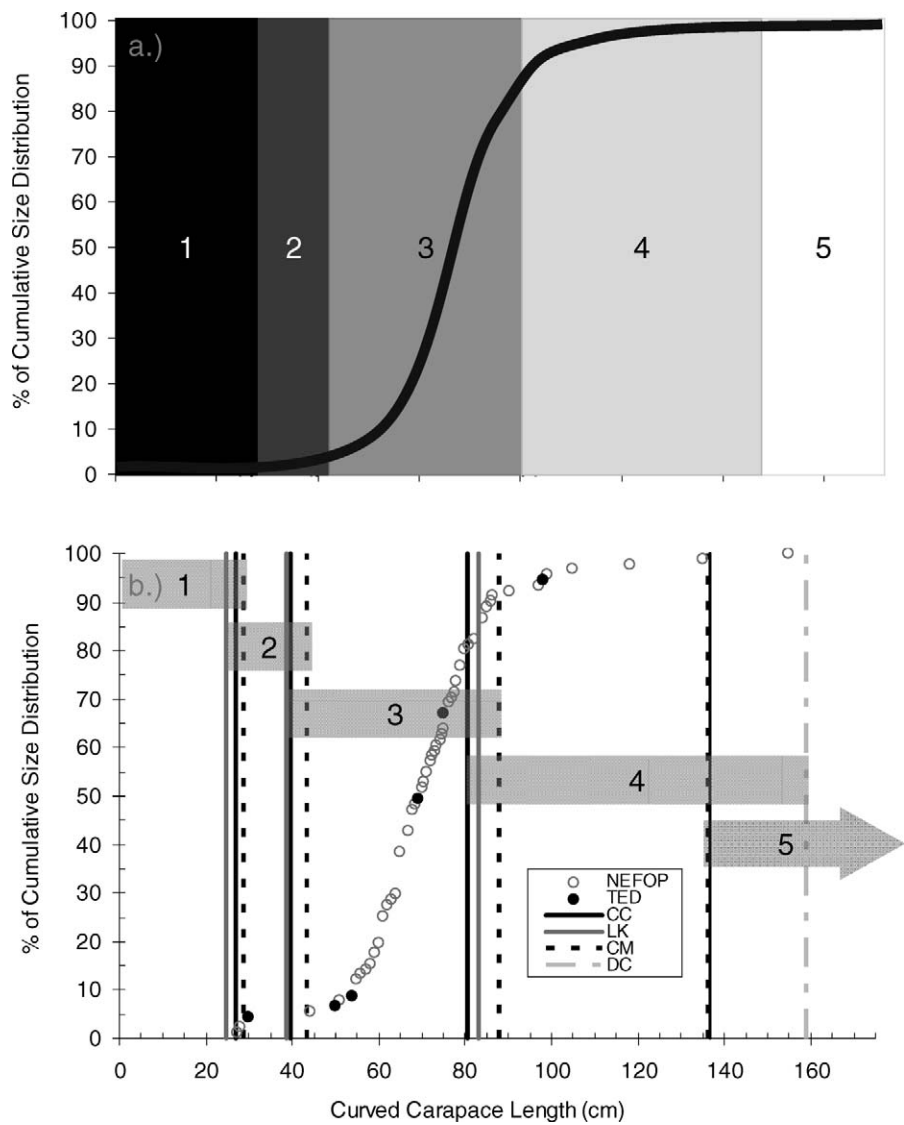 a.)
% of Cumulative Size Distribution
100
90
80
70
60
50
40
30
20
10
0
1 2 3 4 5
b.)
% of Cumulative Size Distribution
100
90
80
70
60
50
40
30
20
10
0
1
2
3
4
5
NEFOP
TED
CC
LK
CM
DC
0 20 40 60 80 100 120 140 160
Curved Carapace Length (cm)